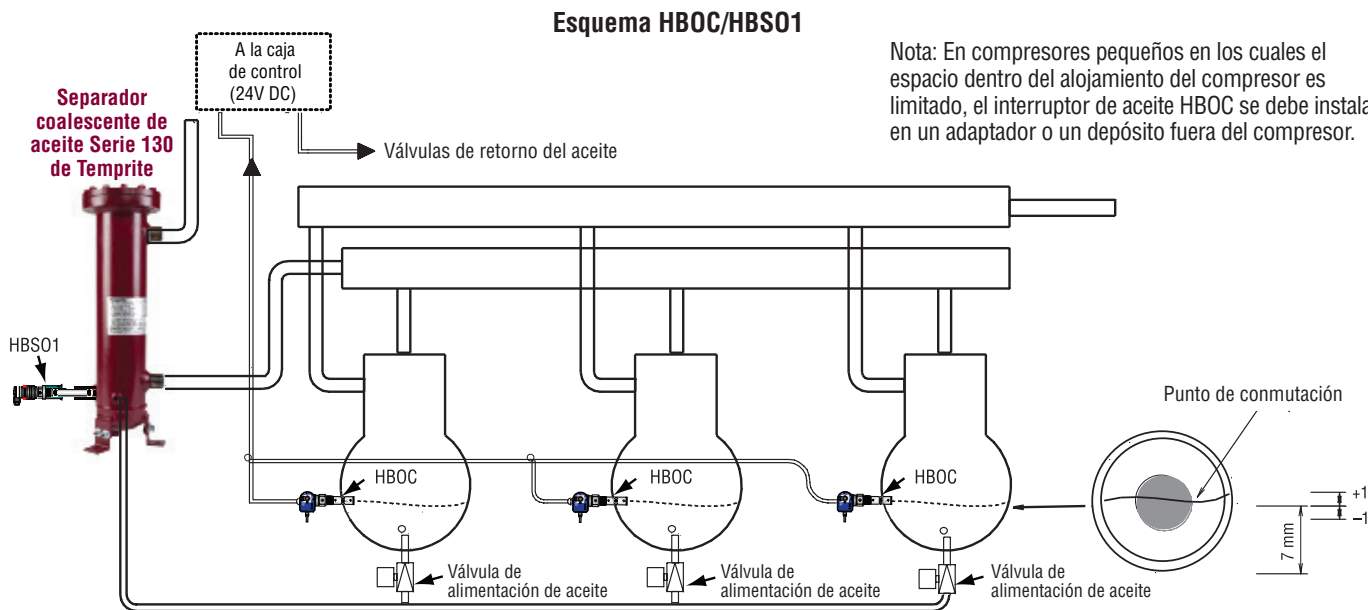 Esquema HBOC/HBSO1
A la caja
de control
(24V DC)
Nota: En compresores pequeños en los cuales el
espacio dentro del alojamiento del compresor es
limitado, el interruptor de aceite HBOC se debe instala
en un adaptador o un depósito fuera del compresor.
Separador
coalescente de
aceite Serie 130
de Temprite
Válvulas de retorno del aceite
HBSO1
Punto de conmutación
HBOC
HBOC
HBOC
+1
−1
7 mm
Válvula de
alimentación de aceite
Válvula de
alimentación de aceite
Válvula de
alimentación de aceite